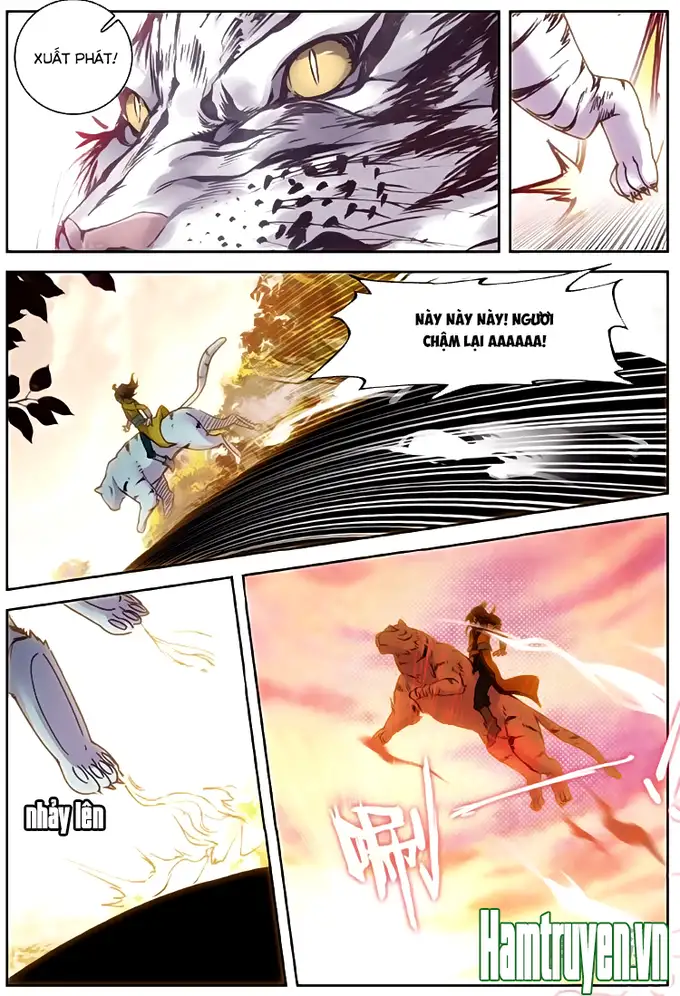 XUẤT PHÁT!
NÀY NÀY NÀY! NGƯƠI
CHẬM LẠI AAAAAA!
nhảy lên
Hamtruyen.vn